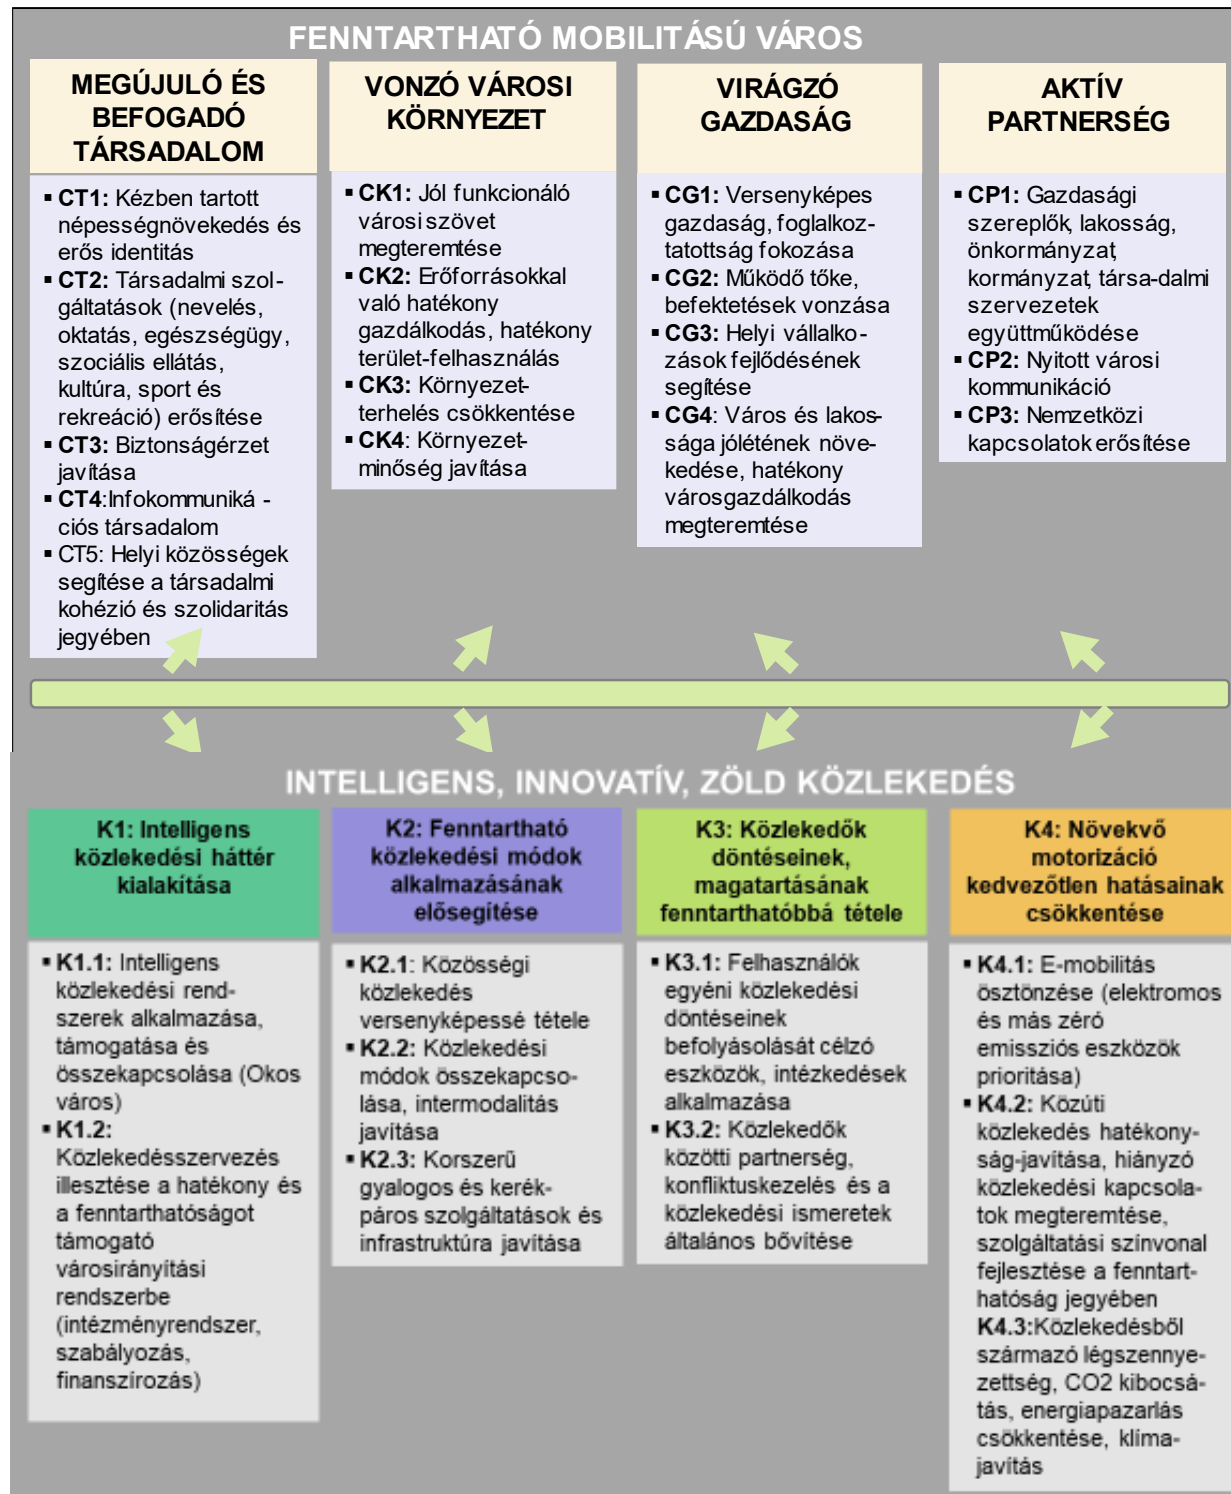 FENNTARTHATÓ MOBILITÁSÚ VÁROS
MEGÚJULÓ ÉS
BEFOGADÓ
TÁRSADALOM
▪ CT1: Kézben tartott
népességnövekedés és
erős identitás
▪ CT2: Társadalmi szol-
gáltatások (nevelés,
oktatás, egészségügy,
szociális ellátás,
kultúra, sport és
rekreáció) erősítése
▪ CT3: Biztonságérzet
javítása
▪ CT4:Infokommuniká -
ciós társadalom
▪ CT5: Helyi közösségek
segítése a társadalmi
kohézió és szolidaritás
jegyében
VONZÓ VÁROSI
KÖRNYEZET
▪ CK1: Jól funkcionáló
városi szövet
megteremtése
▪ CK2: Erőforrásokkal
való hatékony
gazdálkodás, hatékony
terület-felhasználás
▪ CK3: Környezet-
terhelés csökkentése
▪ CK4: Környezet-
minőség javítása
VIRÁGZÓ
GAZDASÁG
▪ CG1: Versenyképes
gazdaság, foglalkoz-
tatottság fokozása
▪ CG2: Működő tőke,
befektetések vonzása
▪ CG3: Helyi vállalko-
zások fejlődésének
segítése
▪ CG4: Város és lakos-
sága jólétének növe-
kedése, hatékony
városgazdálkodás
megteremtése
AKTÍV
PARTNERSÉG
▪ CP1: Gazdasági
szereplők, lakosság,
önkormányzat,
kormányzat, társa-dalmi
szervezetek
együttműködése
▪ CP2: Nyitott városi
kommunikáció
▪ CP3: Nemzetközi
kapcsolatok erősítése
INTELLIGENS, INNOVATÍV, ZÖLD KÖZLEKEDÉS
K1: Intelligens
közlekedési háttér
kialakítása
▪ K1.1: Intelligens
közlekedési rend-
szerek alkalmazása,
támogatása és
összekapcsolása (Okos
város)
▪ K1.2:
Közlekedésszervezés
illesztése a hatékony és
a fenntarthatóságot
támogató
városirányítási
rendszerbe
(intézményrendszer,
szabályozás,
finanszírozás)
K2: Fenntartható
közlekedési módok
alkalmazásának
elősegítése
▪ K2.1: Közösségi
közlekedés
versenyképessé tétele
▪ K2.2: Közlekedési
módok összekapcso-
lása, intermodalitás
javítása
▪ K2.3: Korszerű
gyalogos és kerék-
páros szolgáltatások és
infrastruktúra javítása
K3: Közlekedők
döntéseinek,
magatartásának
fenntarthatóbbá tétele
▪ K3.1: Felhasználók
egyéni közlekedési
döntéseinek
befolyásolását célzó
eszközök, intézkedések
alkalmazása
▪ K3.2: Közlekedők
közötti partnerség,
konfliktuskezelés és a
közlekedési ismeretek
általános bővítése
K4: Növekvő
motorizáció
kedvezőtlen hatásainak
csökkentése
▪ K4.1: E-mobilitás
ösztönzése (elektromos
és más zéró
emissziós eszközök
prioritása)
▪ K4.2: Közúti
közlekedés hatékony-
ság-javítása, hiányzó
közlekedési kapcsola-
tok megteremtése,
szolgáltatási színvonal
fejlesztése a fenntart-
hatóság jegyében
K4.3:Közlekedésből
származó légszennye-
zettség, CO2 kibocsá-
tás, energiapazarlás
csökkentése, klíma-
javítás